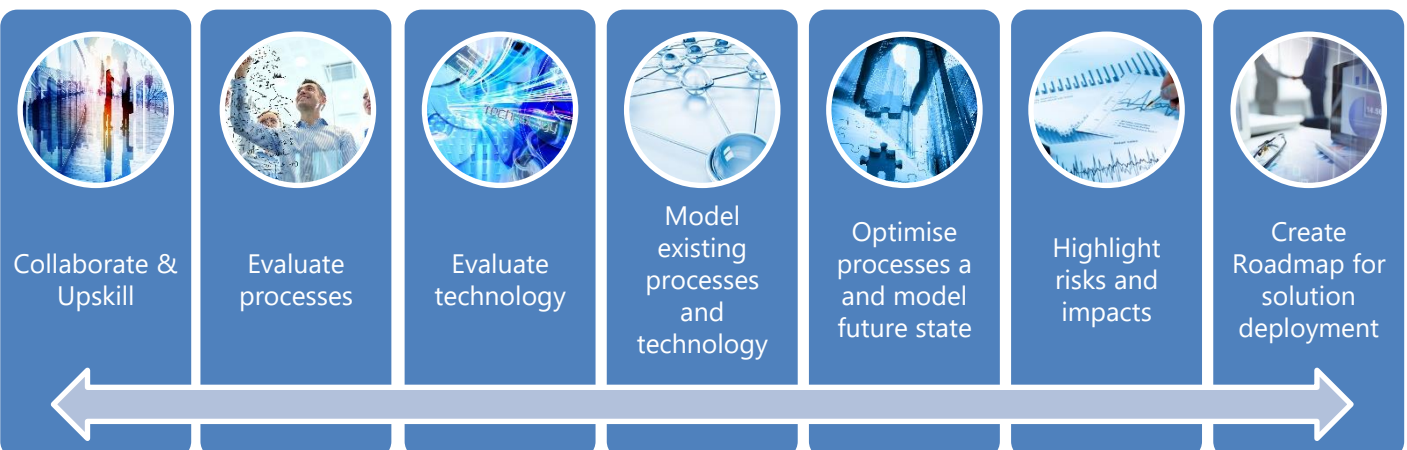 Collaborate &
Upskill
Evaluate
processes
Evaluate
technology
technology
Model
existing
processes
and
technology
Optimise
processes a
and model
future state
Highlight
risks and
impacts
Create
Roadmap for
solution
deployment